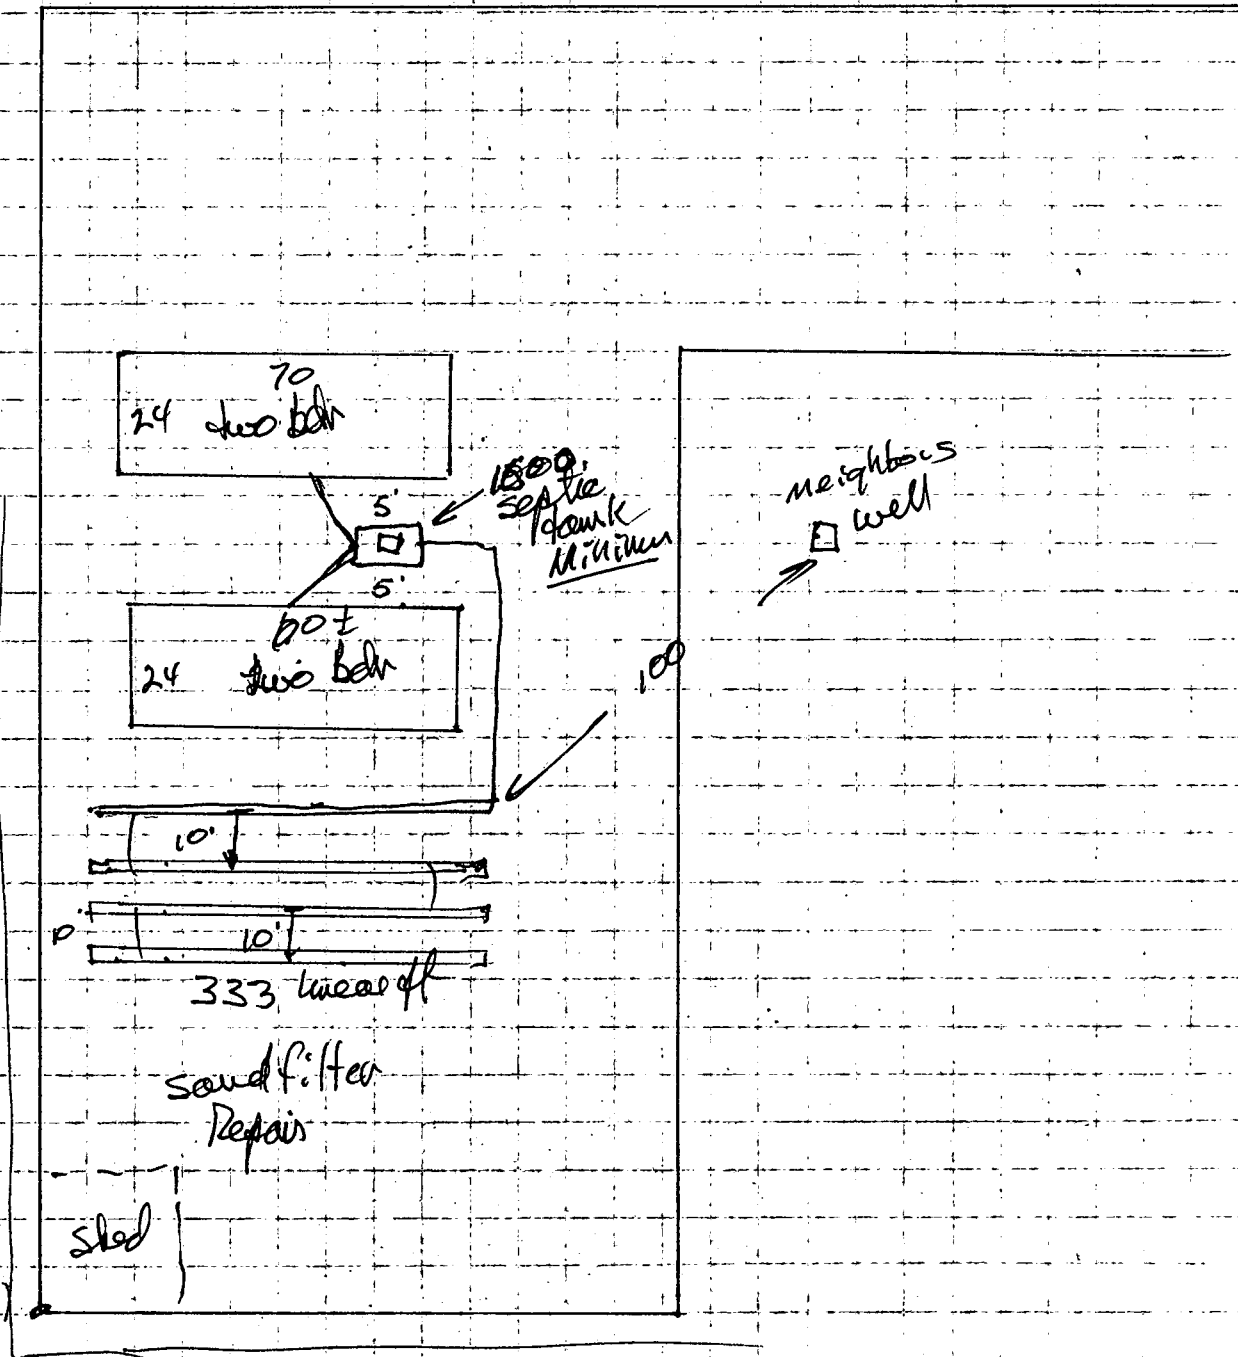 70
24 two bdr
5'
septic
tank
Minimum
5'
neighbors
well
60±
24 two Bdr
100
10'
10'
333 linear ft
sand filter
Repair
shed